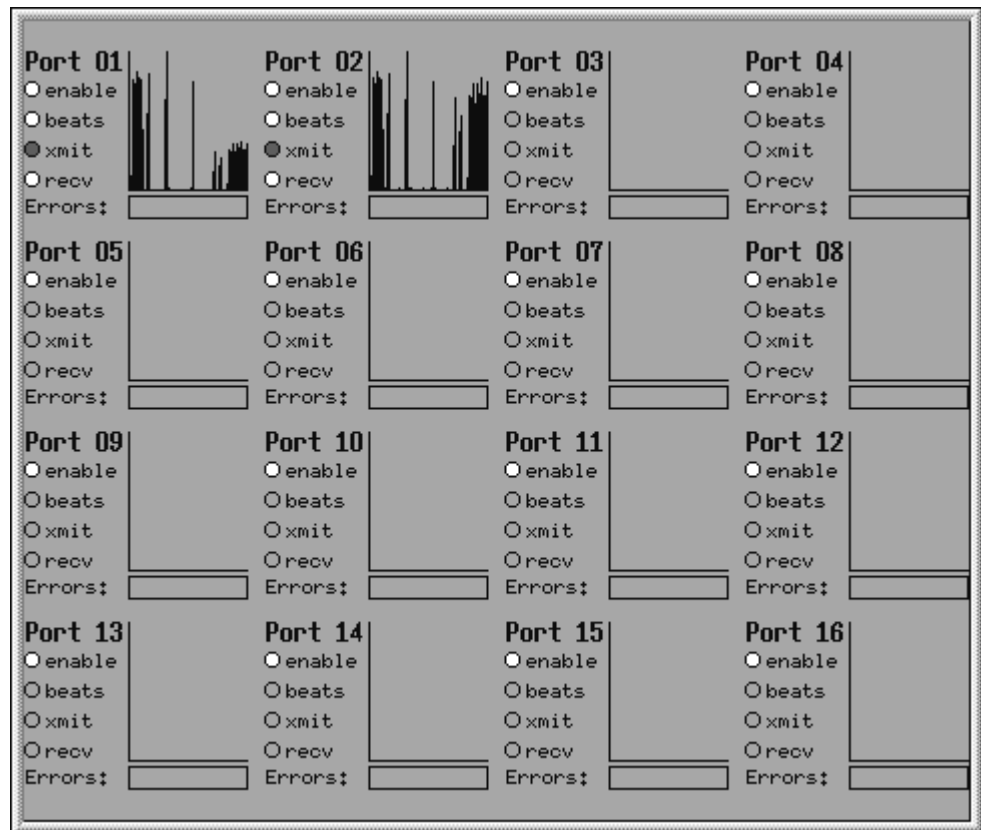 Port 01 Port 02 Port 03 Port 04
enable enable enable enable
beats beats beats beats
xmit xmit xmit xmit
recv recv recv recv
Errors: Errors: Errors: Errors:
Port 05 Port 06 Port 07 Port 08
enable enable enable enable
beats beats beats beats
xmit xmit xmit xmit
recv recv recv recv
Errors: Errors: Errors: Errors:
Port 09 Port 10 Port 11 Port 12
enable enable enable enable
beats beats beats beats
xmit xmit xmit xmit
recv recv recv recv
Errors: Errors: Errors: Errors:
Port 13 Port 14 Port 15 Port 16
enable enable enable enable
beats beats beats beats
xmit xmit xmit xmit
recv recv recv recv
Errors: Errors: Errors: Errors: